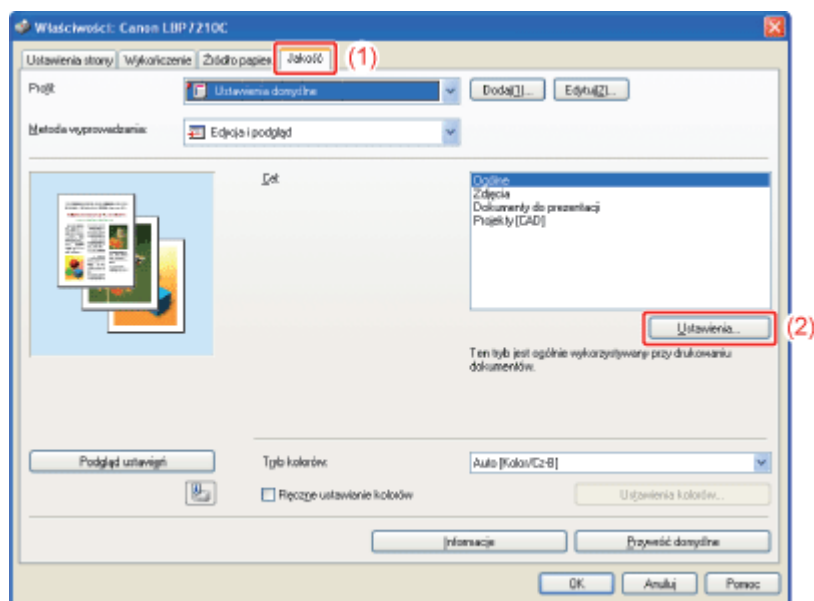 Właściwości: Canon LBP7210C
Ustawienia strony Wykończenie Źródło papieru Jakość (1)
Profil: Ustawienia domyślne Dodaj[1]... Edytuj[2]...
Metoda wyprowadzania: Edycja i podgląd
Cel: Ogólne
Zdjęcia
Dokumenty do prezentacji
Projekty [CAD]
Ustawienia... (2)
Ten tryb jest ogólnie wykorzystywany przy drukowaniu
dokumentów.
Podgląd ustawień Tryb kolorów: Auto [Kolor/Cz-B]
Ręczne ustawianie kolorów Ustawienia kolorów...
Informacje Przywróć domyślne
OK Anuluj Pomoc